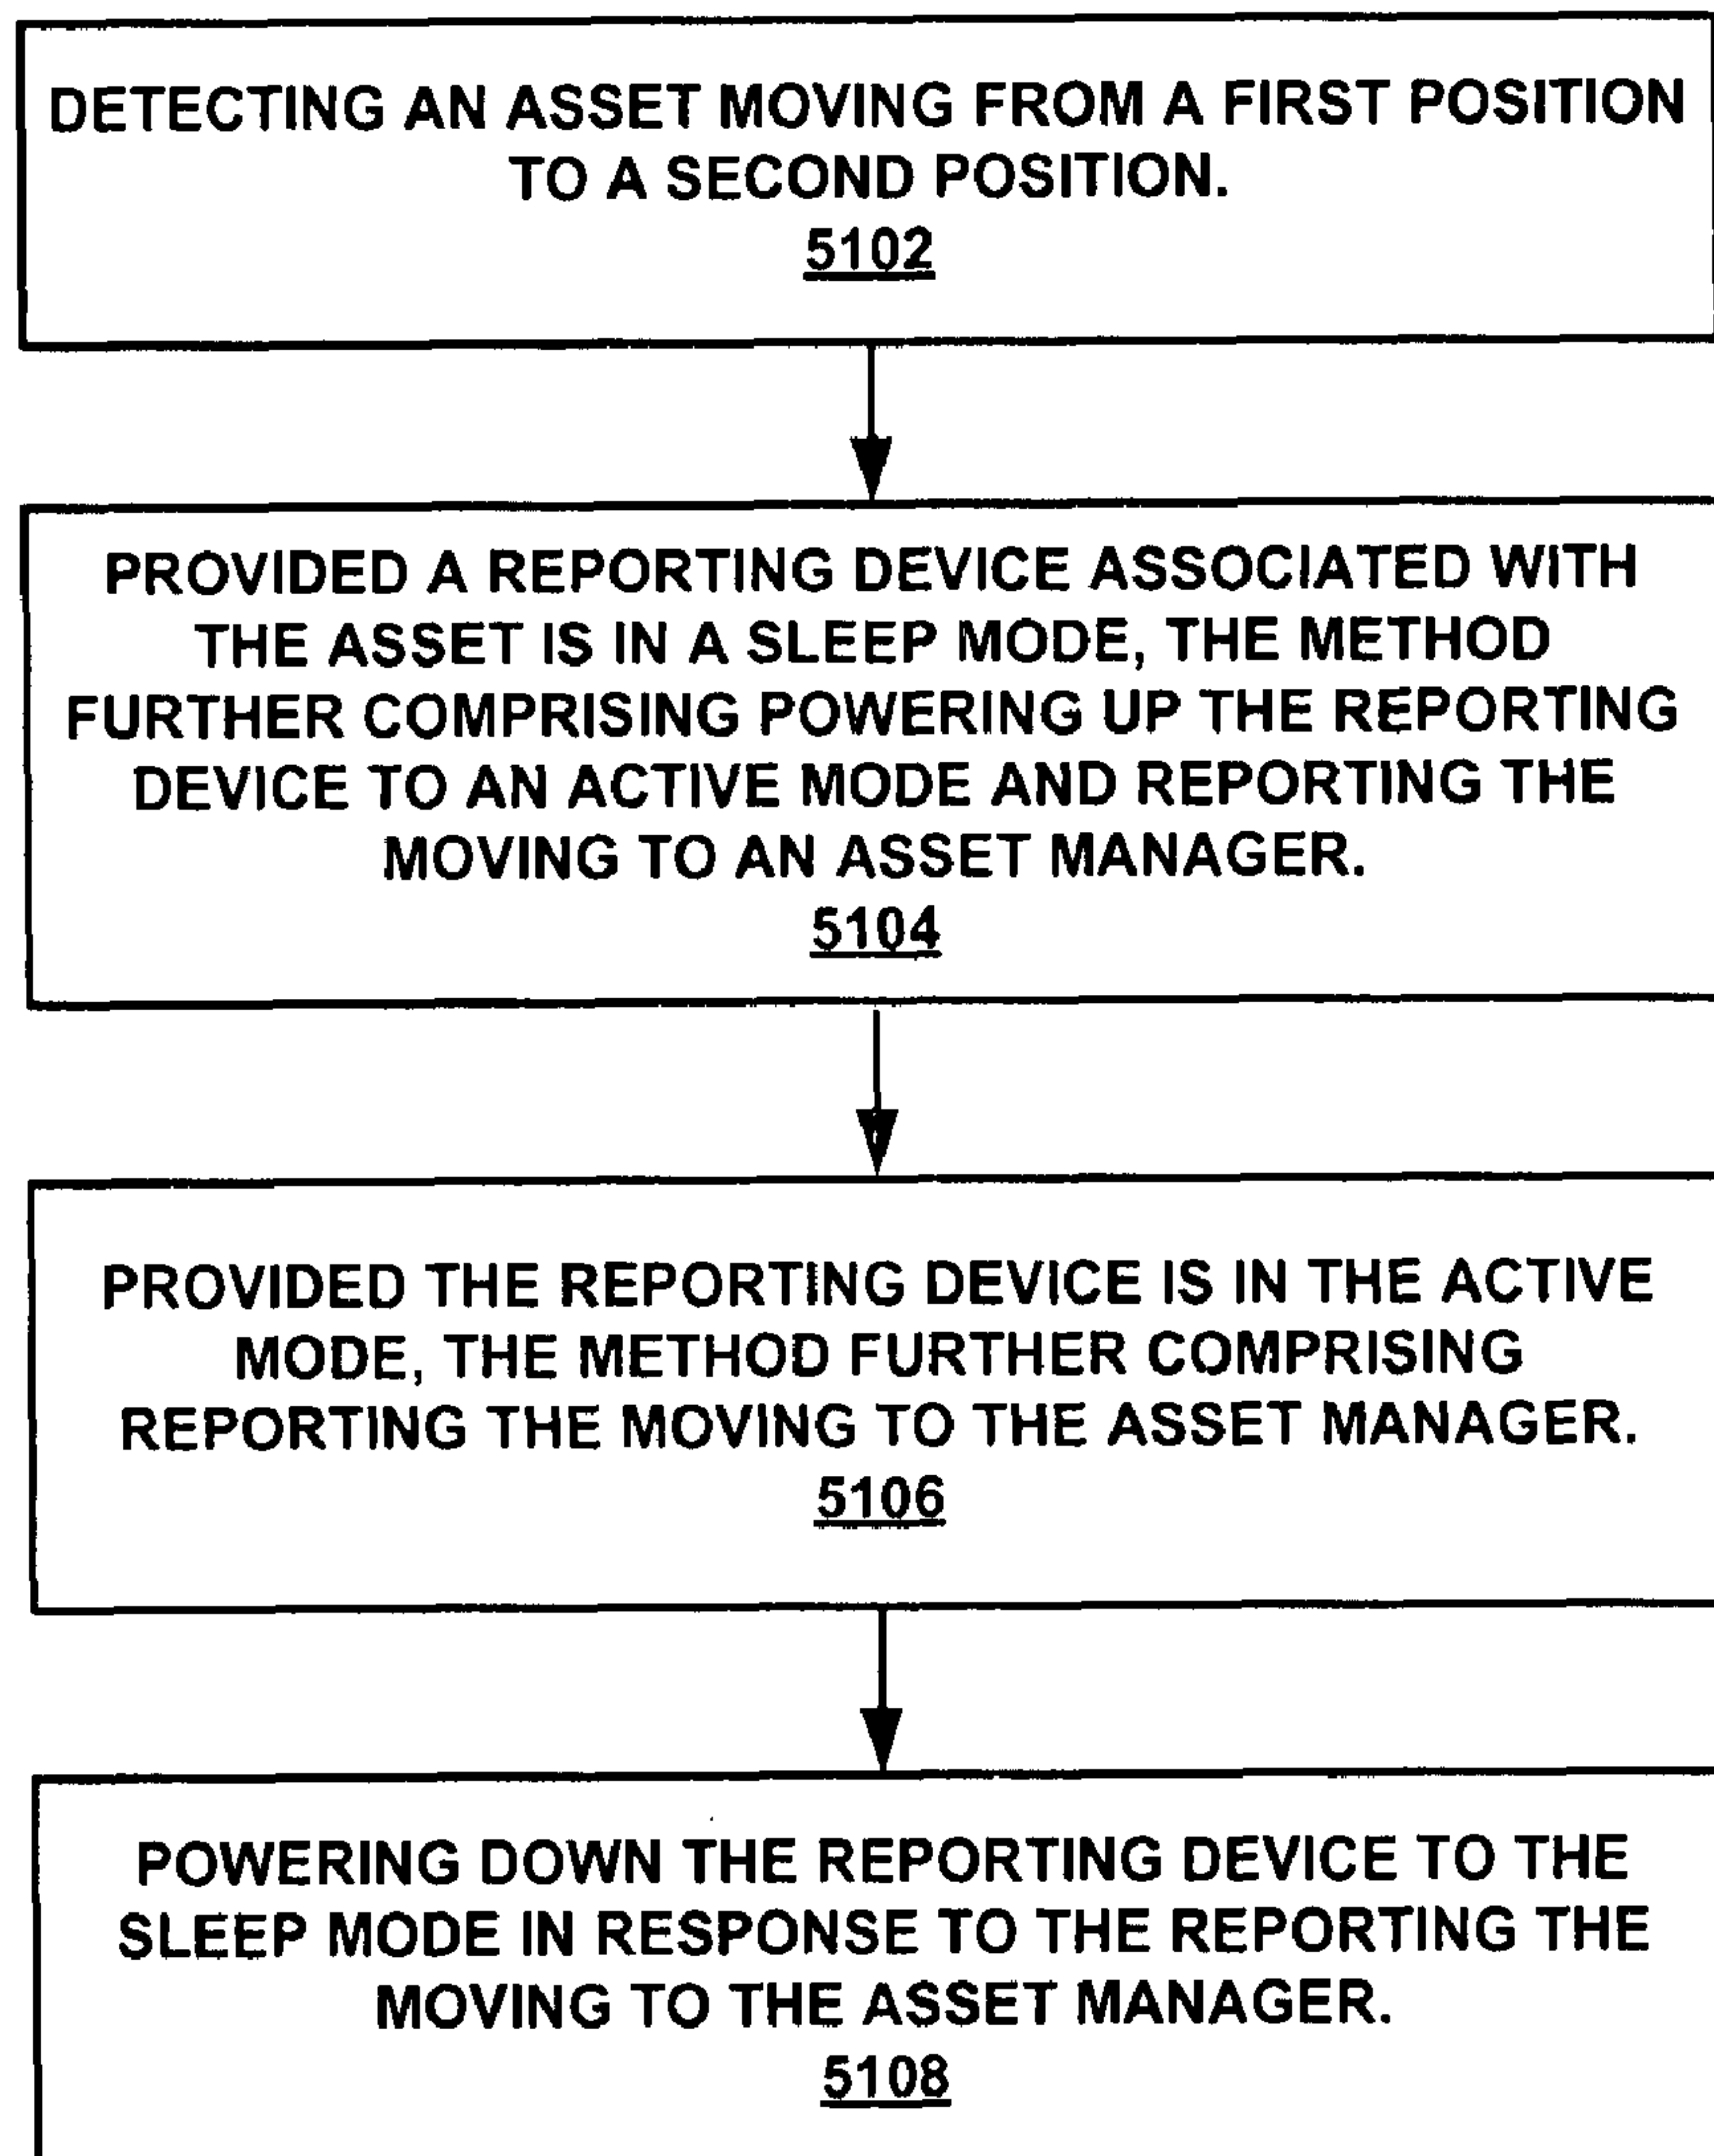 DETECTING AN ASSET MOVING FROM A FIRST POSITION
TO A SECOND POSITION.
5102
PROVIDED A REPORTING DEVICE ASSOCIATED WITH
THE ASSET IS IN A SLEEP MODE, THE METHOD
FURTHER COMPRISING POWERING UP THE REPORTING
DEVICE TO AN ACTIVE MODE AND REPORTING THE
MOVING TO AN ASSET MANAGER.
5104
PROVIDED THE REPORTING DEVICE IS IN THE ACTIVE
MODE, THE METHOD FURTHER COMPRISING
REPORTING THE MOVING TO THE ASSET MANAGER.
5106
POWERING DOWN THE REPORTING DEVICE TO THE
SLEEP MODE IN RESPONSE TO THE REPORTING THE
MOVING TO THE ASSET MANAGER.
5108